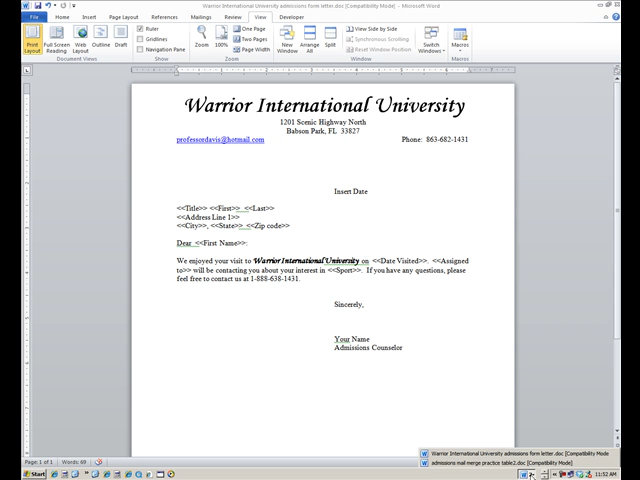 Warrior International University admissions form letter.doc [Compatibility Mode] - Microsoft Word
File Home Insert Page Layout References Mailings Review View Developer
Print Layout
Full Screen Reading
Web Layout
Outline
Draft
Document Views
Ruler
Gridlines
Navigation Pane
Show
Zoom
100%
One Page
Two Pages
Page Width
Zoom
New Window
Arrange All
Split
View Side by Side
Synchronous Scrolling
Reset Window Position
Window
Switch Windows
Macros
Macros
Warrior International University
1201 Scenic Highway North
Babson Park, FL 33827
professordavis@hotmail.com Phone: 863-682-1431
Insert Date
<<Title>> <<First>> <<Last>>
<<Address Line 1>>
<<City>>, <<State>> <<Zip code>>
Dear <<First Name>>:
We enjoyed your visit to Warrior International University on <<Date Visited>>. <<Assigned
to>> will be contacting you about your interest in <<Sport>>. If you have any questions, please
feel free to contact us at 1-888-638-1431.
Sincerely,
Your Name
Admissions Counselor
Warrior International University admissions form letter.doc [Compatibility Mode
admissions mail merge practice table2.doc [Compatibility Mode]
Page: 1 of 1 Words: 69
Start 11:52 AM